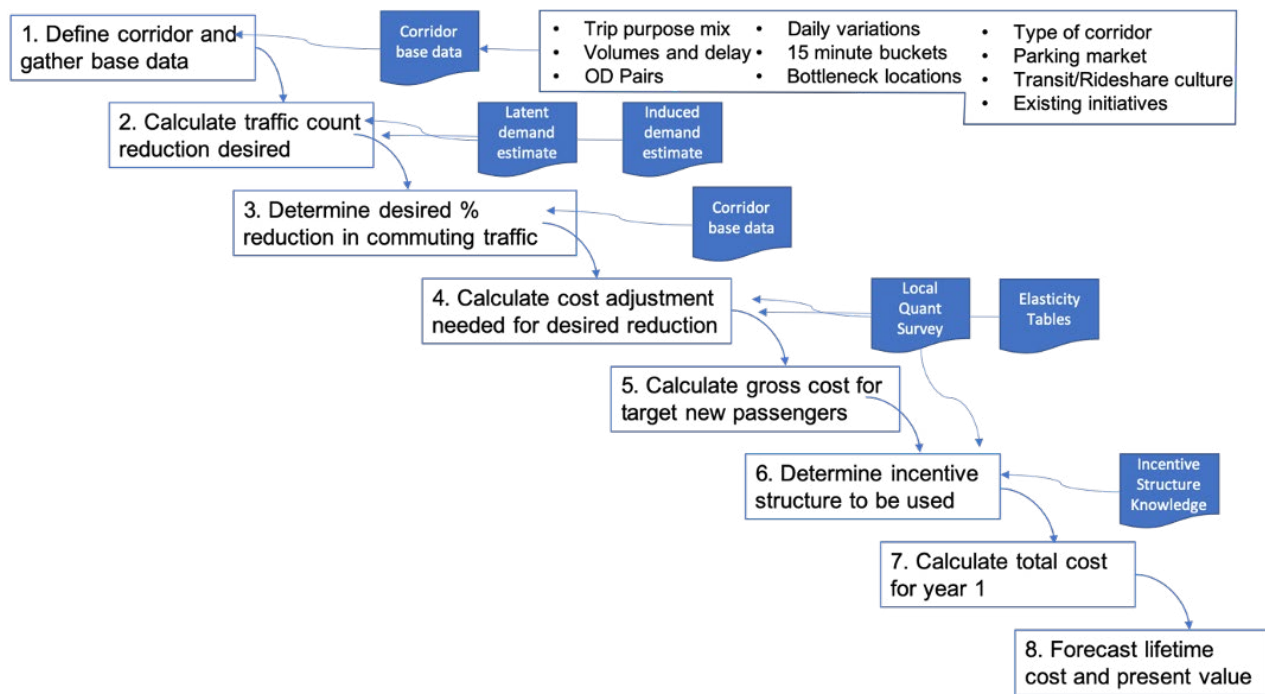 1. Define corridor and
gather base data
Corridor
base data
• Trip purpose mix
• Volumes and delay
• OD Pairs
• Daily variations
• 15 minute buckets
• Bottleneck locations
• Type of corridor
• Parking market
• Transit/Rideshare culture
• Existing initiatives
2. Calculate traffic count
reduction desired
Latent
demand
estimate
Induced
demand
estimate
3. Determine desired %
reduction in commuting traffic
Corridor
base data
4. Calculate cost adjustment
needed for desired reduction
Local
Quant
Survey
Elasticity
Tables
5. Calculate gross cost for
target new passengers
6. Determine incentive
structure to be used
Incentive
Structure
Knowledge
7. Calculate total cost
for year 1
8. Forecast lifetime
cost and present value